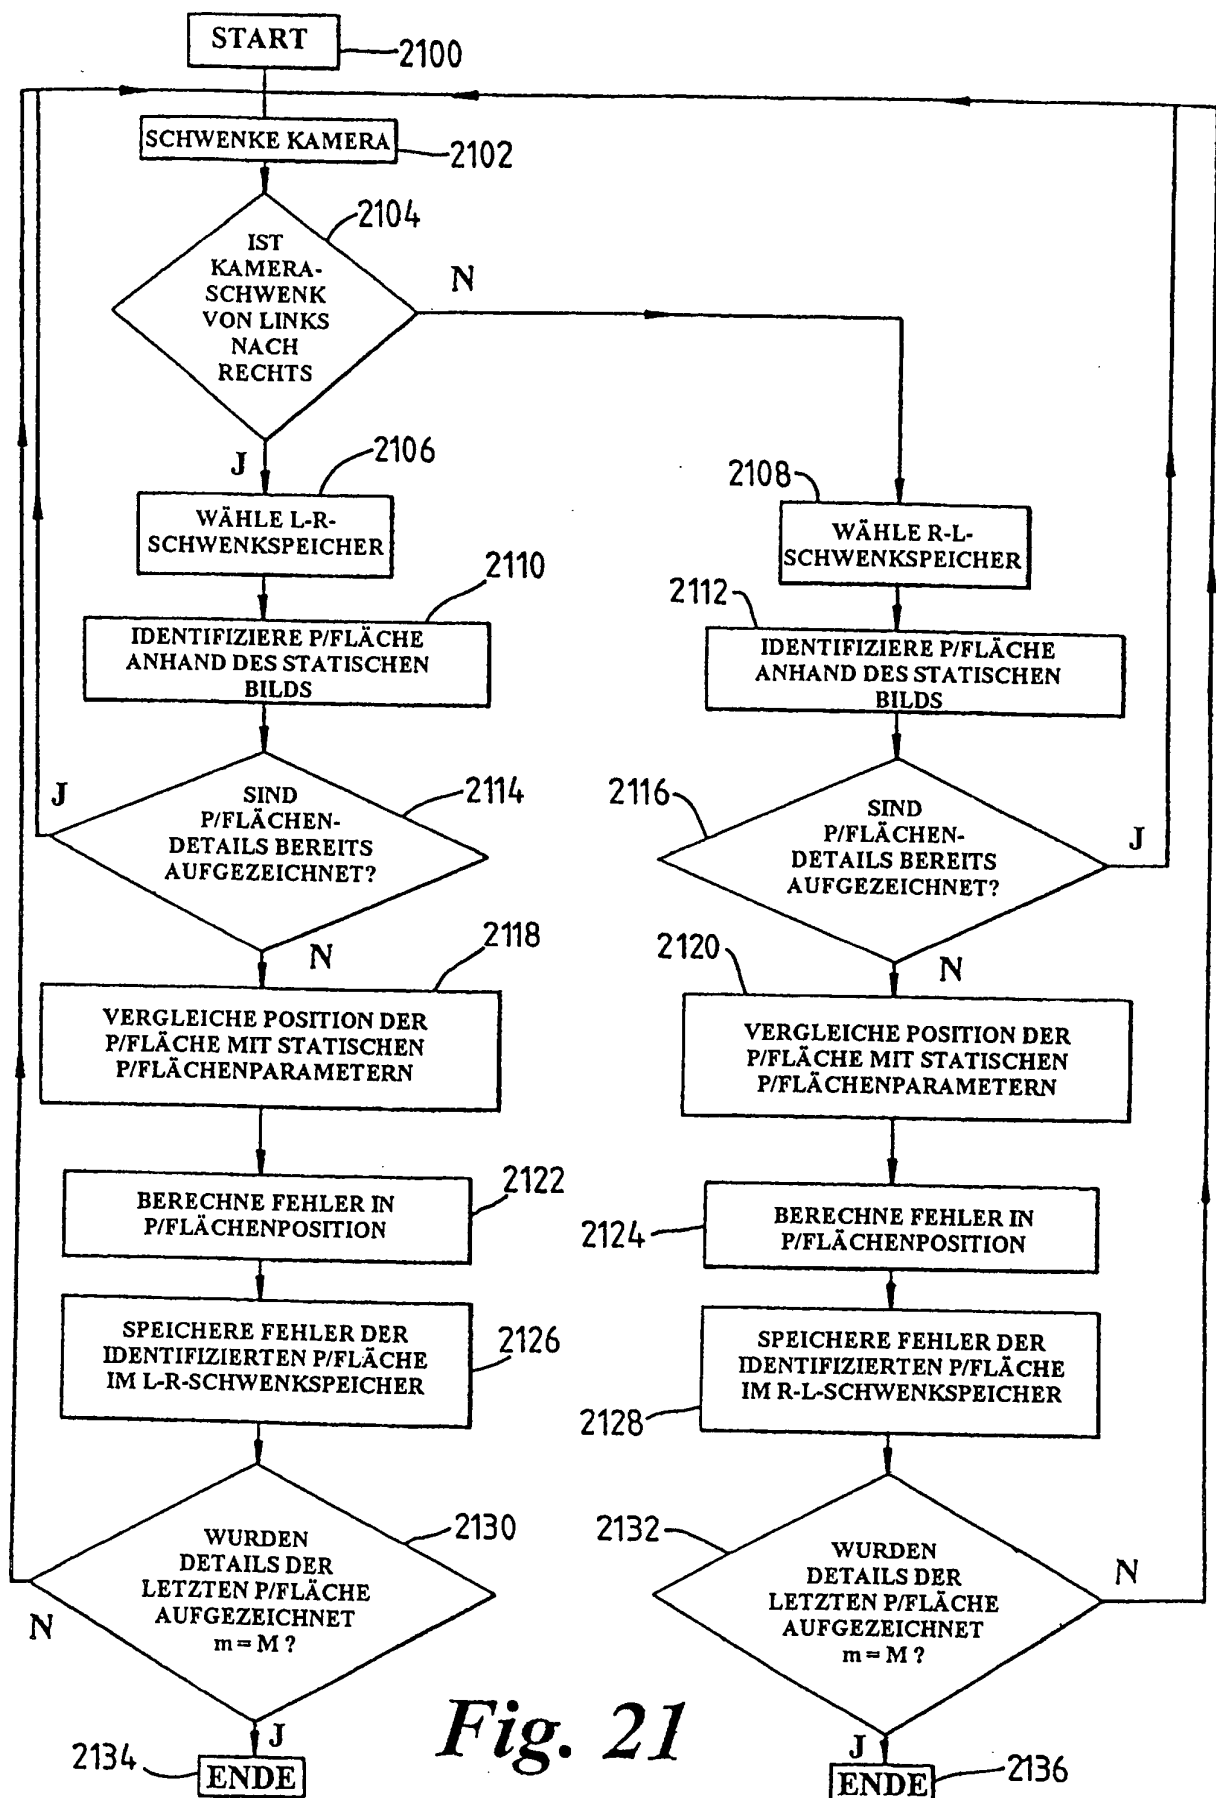 START
2100
SCHWENKE KAMERA
2102
2104
IST
KAMERA-
SCHWENK
VON LINKS
NACH
RECHTS
N
J
2106
WÄHLE L-R-
SCHWENKSPEICHER
2108
WÄHLE R-L-
SCHWENKSPEICHER
2110
IDENTIFIZIERE P/FLÄCHE
ANHAND DES STATISCHEN
BILDS
2112
IDENTIFIZIERE P/FLÄCHE
ANHAND DES STATISCHEN
BILDS
J
2114
SIND
P/FLÄCHEN-
DETAILS BEREITS
AUFGEZEICHNET?
N
2116
SIND
P/FLÄCHEN-
DETAILS BEREITS
AUFGEZEICHNET?
J
N
2118
VERGLEICHE POSITION DER
P/FLÄCHE MIT STATISCHEN
P/FLÄCHENPARAMETERN
2120
VERGLEICHE POSITION DER
P/FLÄCHE MIT STATISCHEN
P/FLÄCHENPARAMETERN
2122
BERECHNE FEHLER IN
P/FLÄCHENPOSITION
2124
BERECHNE FEHLER IN
P/FLÄCHENPOSITION
SPEICHERE FEHLER DER
IDENTIFIZIERTEN P/FLÄCHE
IM L-R-SCHWENKSPEICHER
2126
SPEICHERE FEHLER DER
IDENTIFIZIERTEN P/FLÄCHE
IM R-L-SCHWENKSPEICHER
2128
2130
WURDEN
DETAILS DER
LETZTEN P/FLÄCHE
AUFGEZEICHNET
m = M ?
N
J
2132
WURDEN
DETAILS DER
LETZTEN P/FLÄCHE
AUFGEZEICHNET
m = M ?
N
J
2134
ENDE
Fig. 21
ENDE
2136